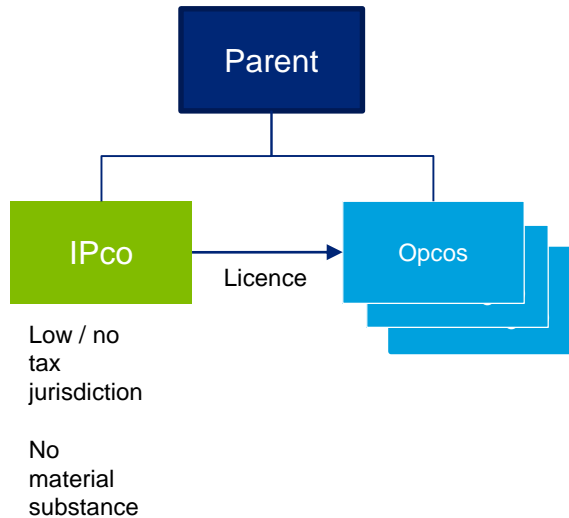 Parent
IPco
Opcos
Licence
Low / no
tax
jurisdiction
No
material
substance